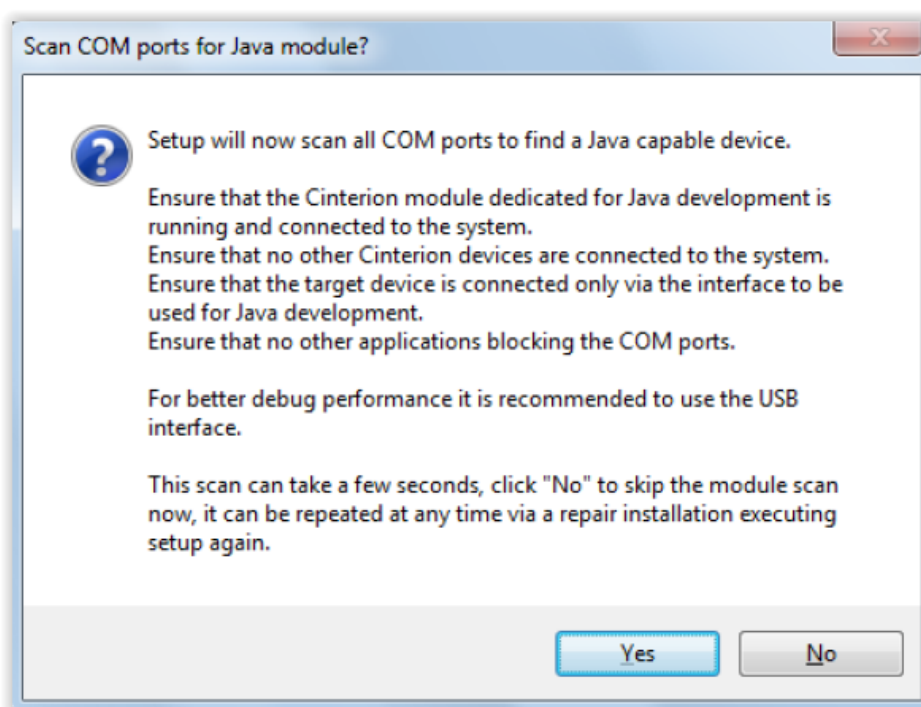 Scan COM ports for Java module?
Setup will now scan all COM ports to find a Java capable device.
Ensure that the Cinterion module dedicated for Java development is
running and connected to the system.
Ensure that no other Cinterion devices are connected to the system.
Ensure that the target device is connected only via the interface to be
used for Java development.
Ensure that no other applications blocking the COM ports.
For better debug performance it is recommended to use the USB
interface.
This scan can take a few seconds, click "No" to skip the module scan
now, it can be repeated at any time via a repair installation executing
setup again.
Yes
No